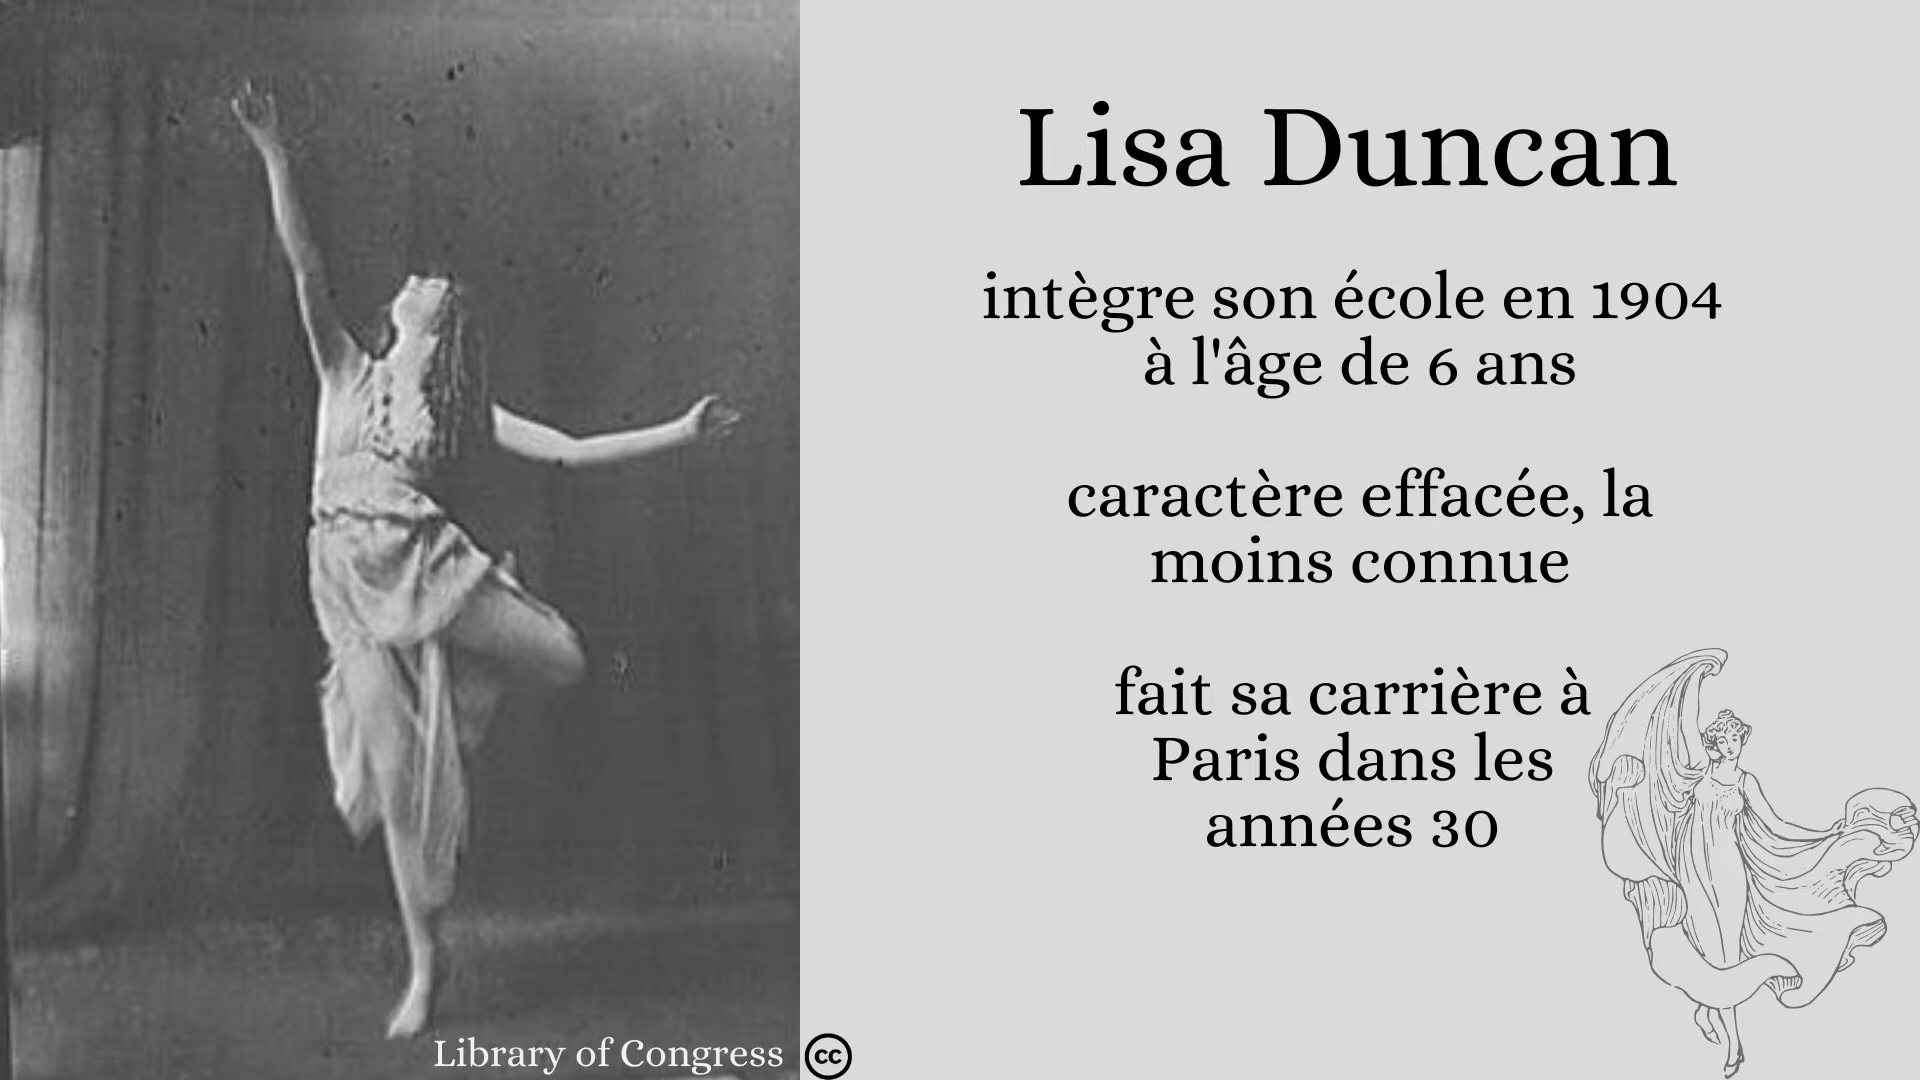 Lisa Duncan
intègre son école en 1904
à l'âge de 6 ans
caractère effacée, la
moins connue
fait sa carrière à
Paris dans les
années 30
Library of Congress
cc